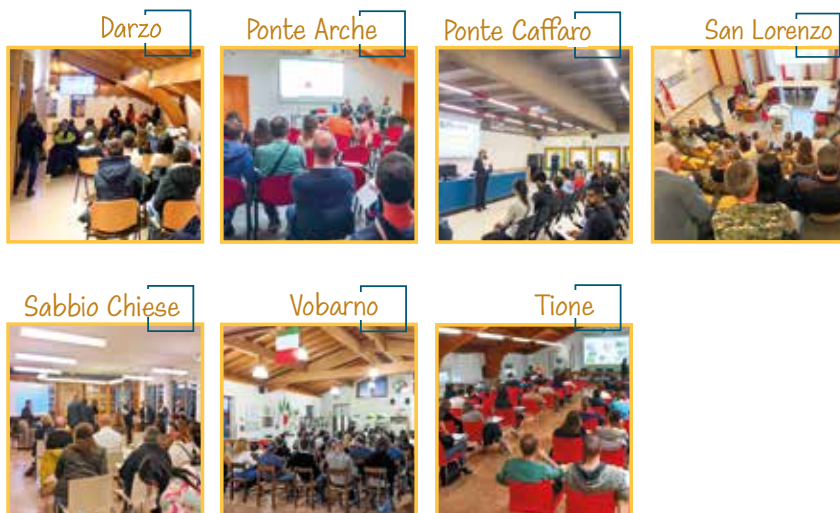 Darzo
Ponte Arche
Ponte Caffaro
San Lorenzo
Sabbio Chiese
Vobarno
Tione